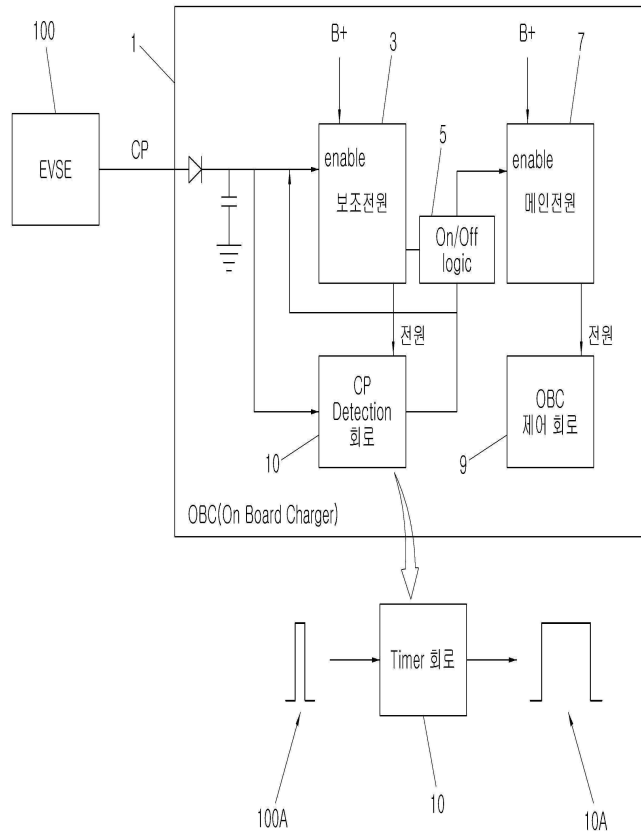 100
1
B+
3
B+
7
EVSE
CP
enable
보조전원
5
On/Off
logic
enable
메인전원
전원
전원
CP
Detection
회로
10
OBC
제어 회로
9
OBC(On Board Charger)
Timer 회로
100A
10
10A